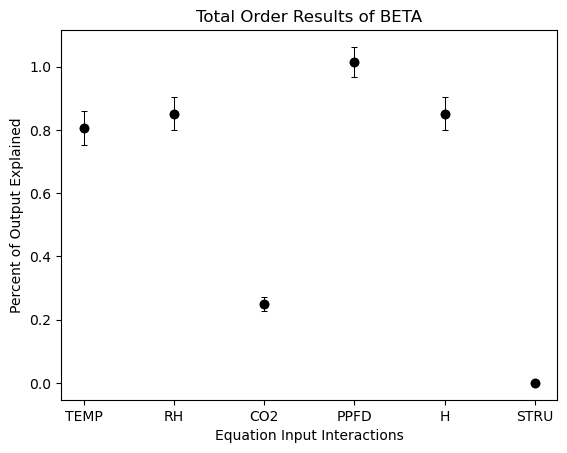 Total Order Results of BETA
Percent of Output Explained
1.0
0.8
0.6
0.4
0.2
0.0
TEMP RH CO2 PPFD H STRU
Equation Input Interactions